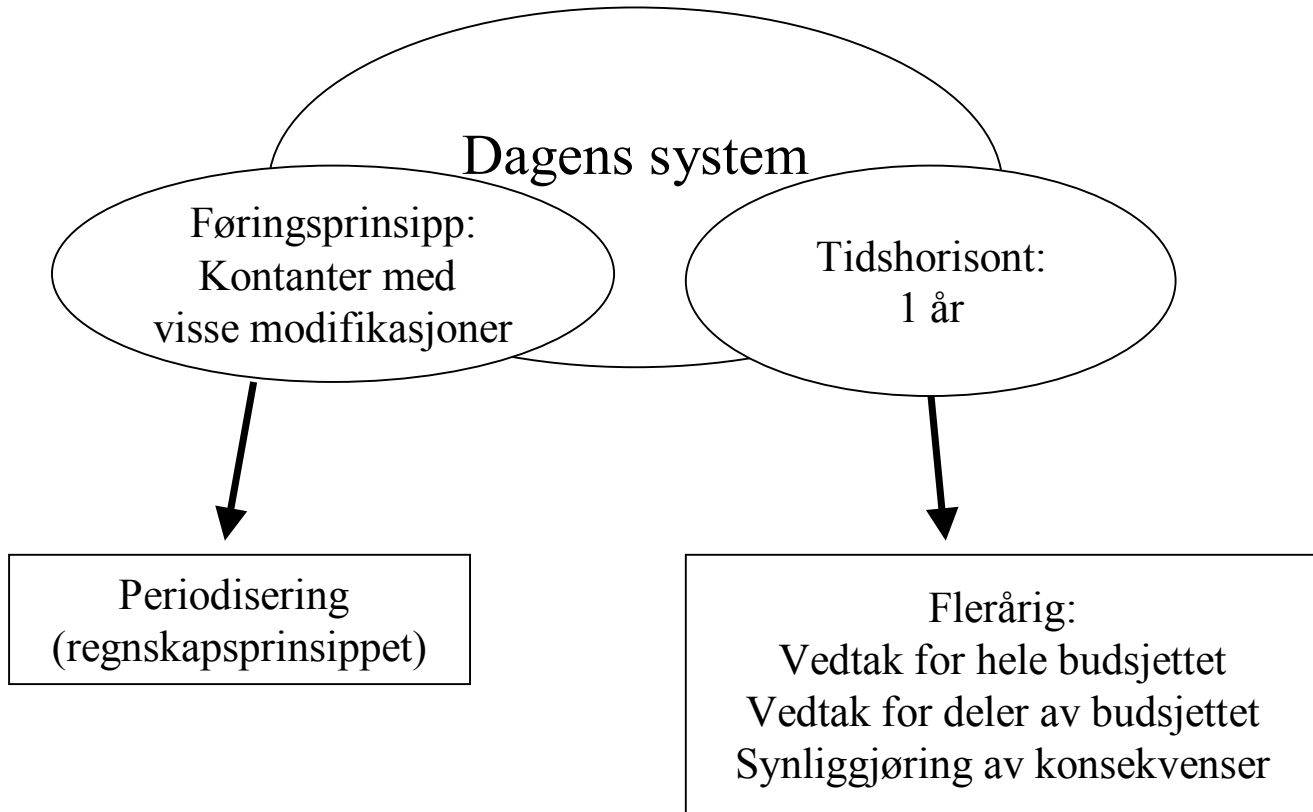 Dagens system
Føringsprinsipp:
Kontanter med
visse modifikasjoner
Tidshorisont:
1 år
Periodisering
(regnskapsprinsippet)
Flerårig:
Vedtak for hele budsjettet
Vedtak for deler av budsjettet
Synliggjøring av konsekvenser